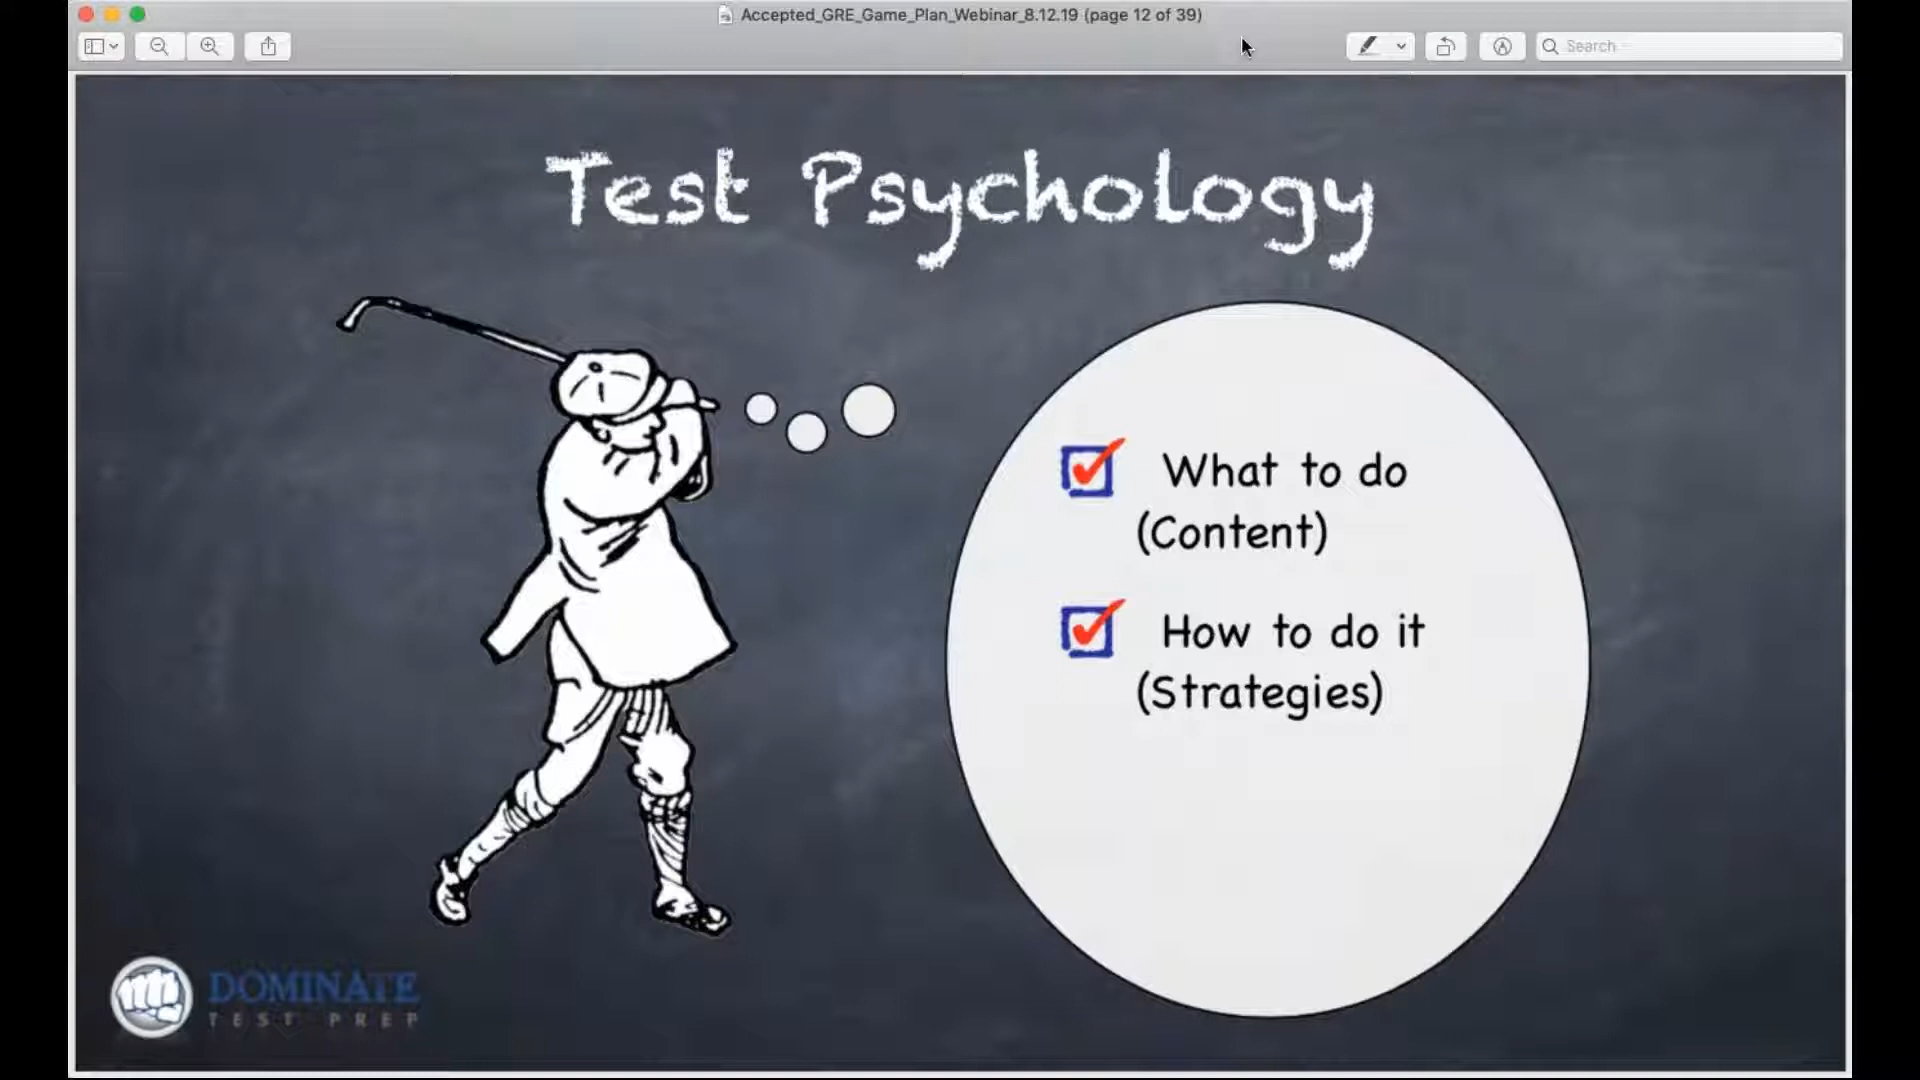 Accepted_GRE_Game_Plan_Webinar_8.12.19 (page 12 of 39)
Search
Test Psychology
What to do
(Content)
How to do it
(Strategies)
DOMINATE
TEST PREP